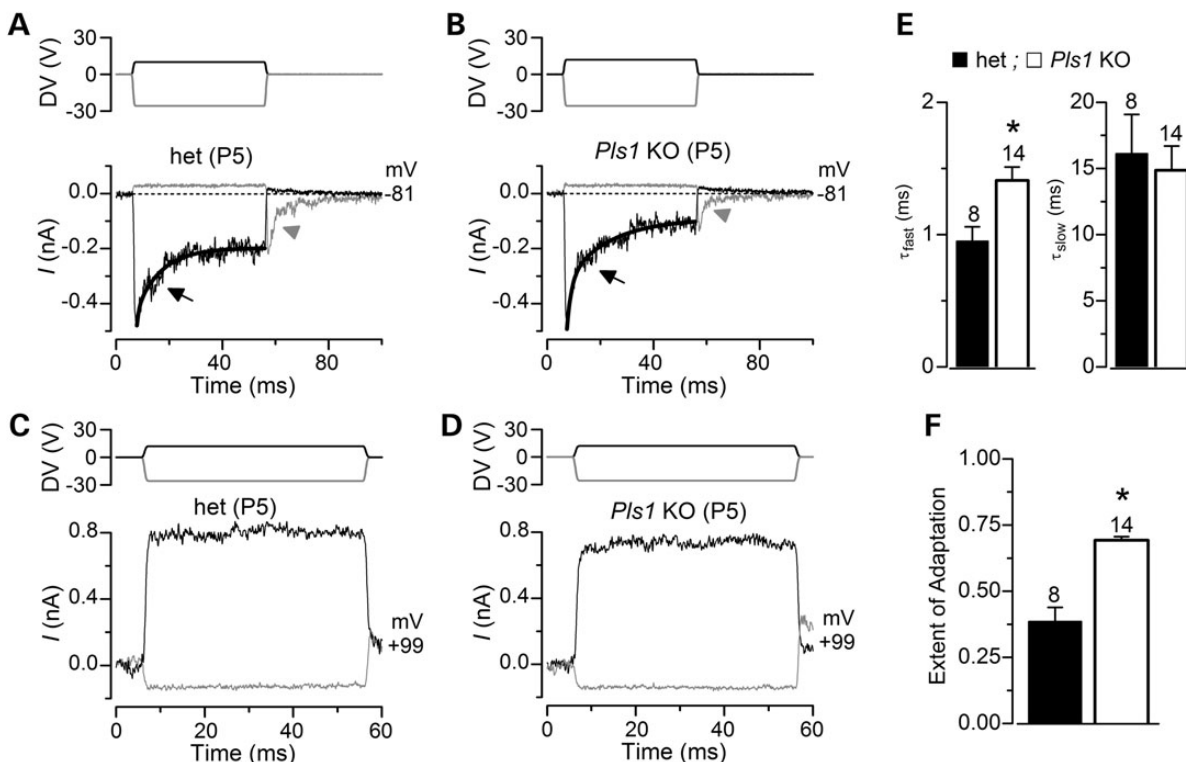 A
DV (V)
30
0
-30
het (P5)
mV
-81
I (nA)
0.0
-0.2
-0.4
0 40 80
Time (ms)
B
DV (V)
30
0
-30
Pls1 KO (P5)
mV
-81
I (nA)
0.0
-0.2
-0.4
0 40 80
Time (ms)
E
het ; Pls1 KO
τfast (ms)
2
1
0
8
*
14
τslow (ms)
20
15
10
5
0
8
14
C
DV (V)
30
0
-30
het (P5)
I (nA)
0.8
0.4
0.0
mV
+99
0 20 40 60
Time (ms)
D
DV (V)
30
0
-30
Pls1 KO (P5)
I (nA)
0.8
0.4
0.0
mV
+99
0 20 40 60
Time (ms)
F
Extent of Adaptation
1.00
0.75
0.50
0.25
0.00
8
*
14